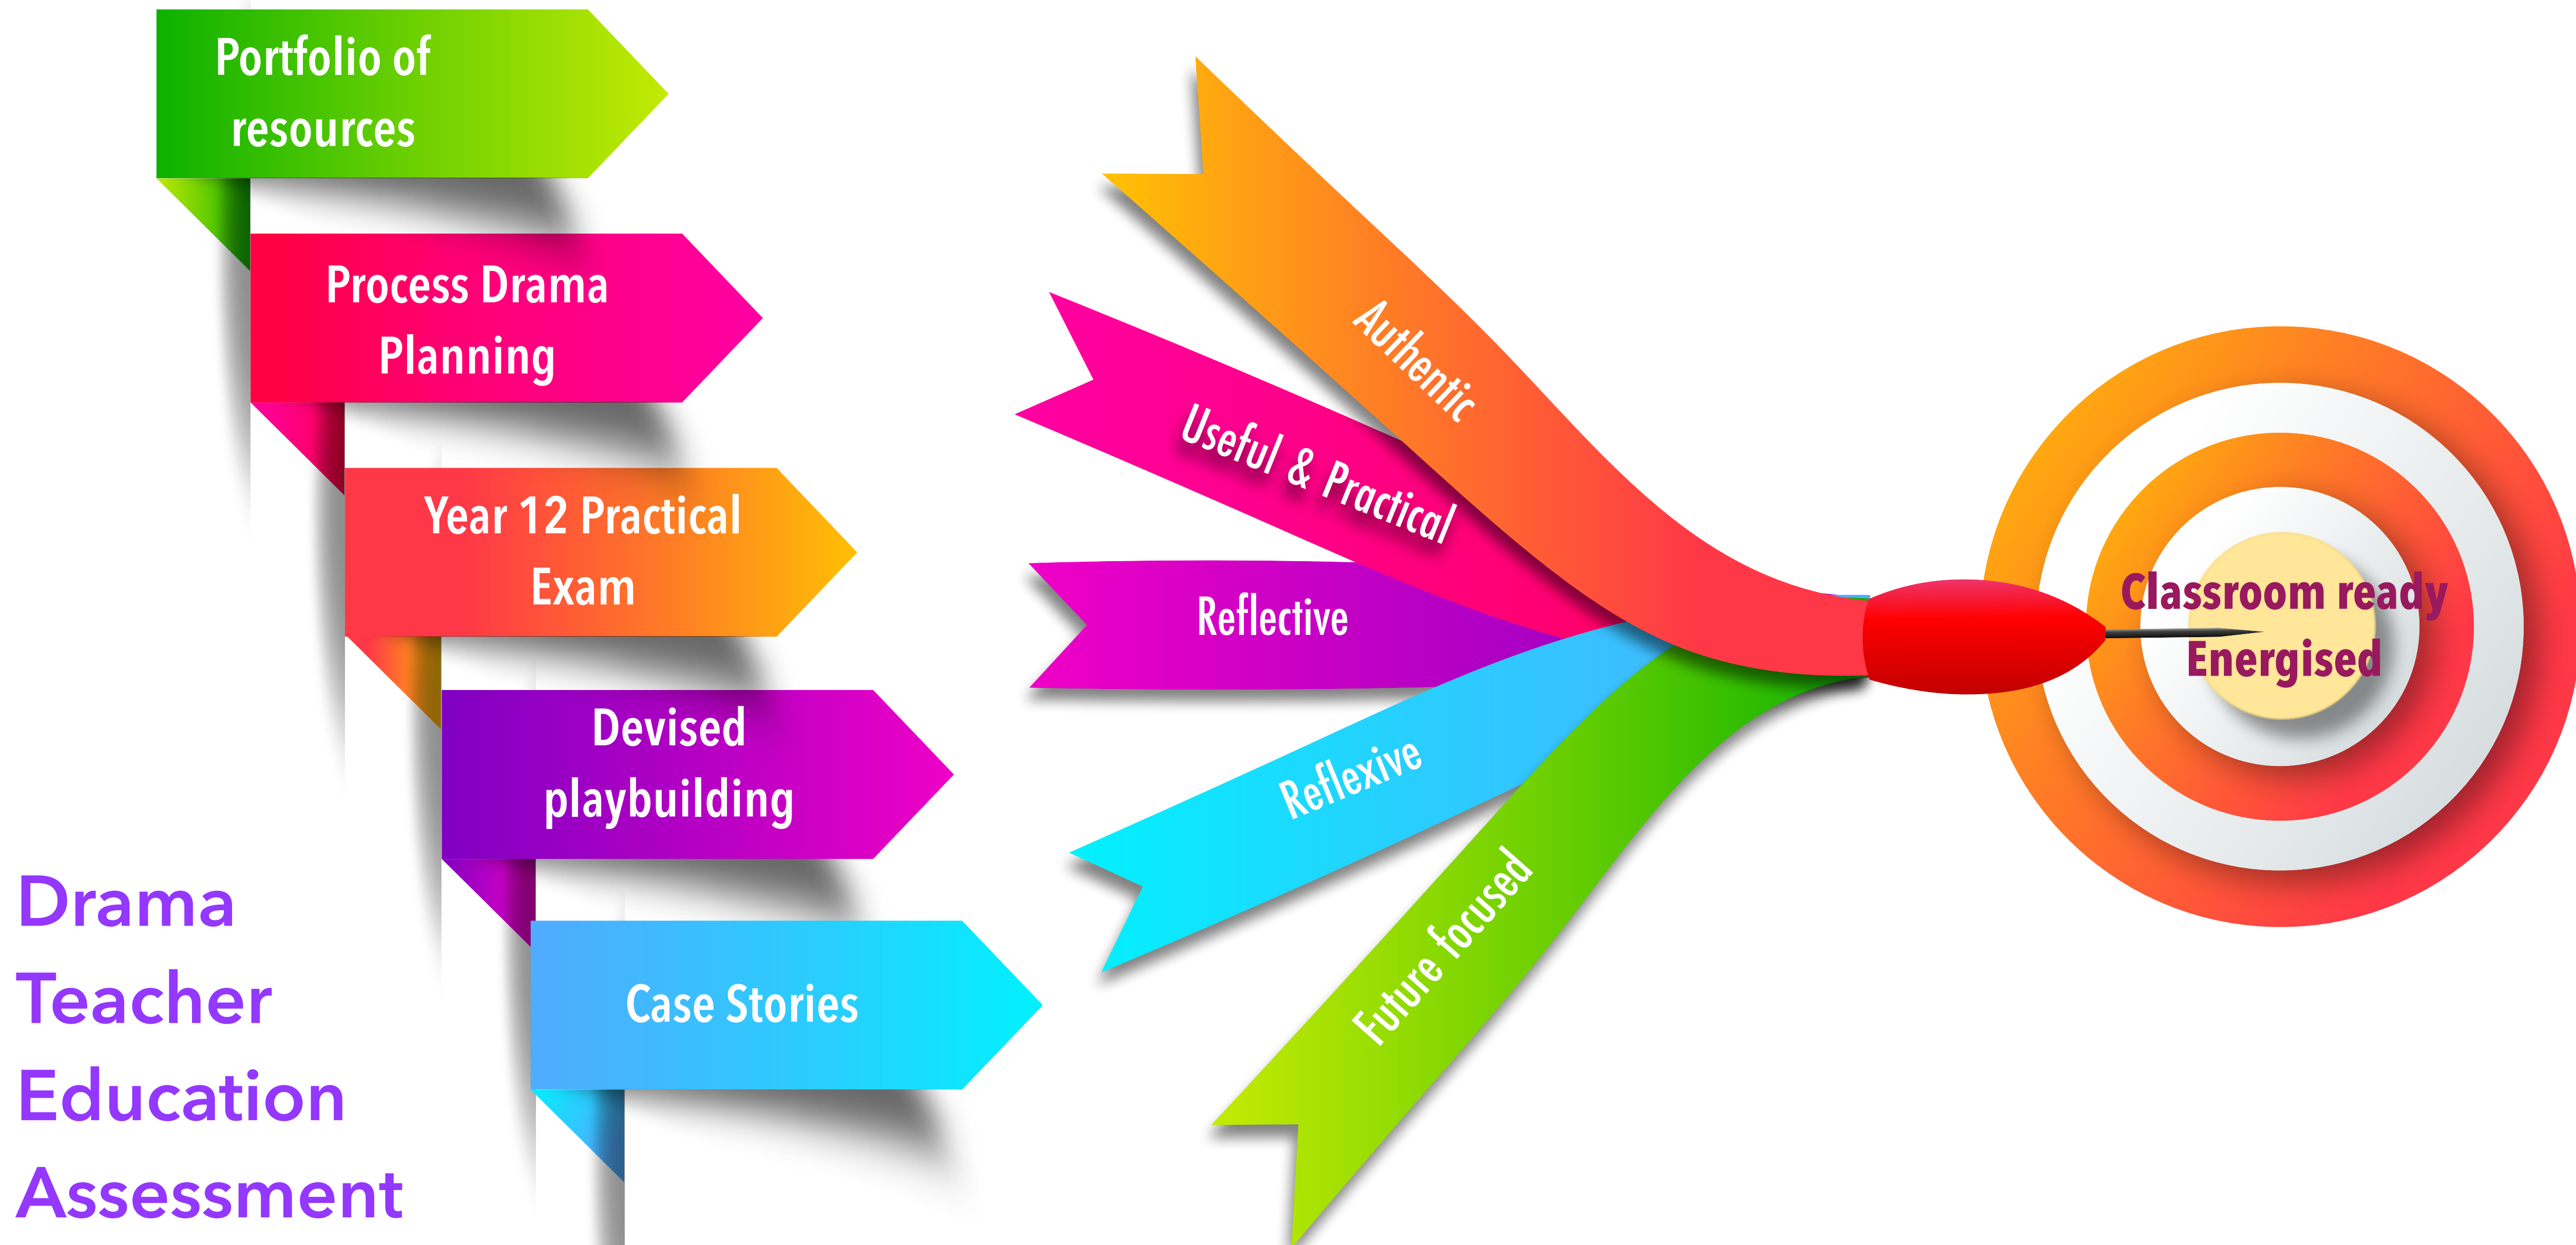 Portfolio of
resources
Process Drama
Planning
Year 12 Practical
Exam
Devised
playbuilding
Case Stories
Drama
Teacher
Education
Assessment
Authentic
Useful & Practical
Reflective
Reflexive
Future focused
Classroom ready
Energised